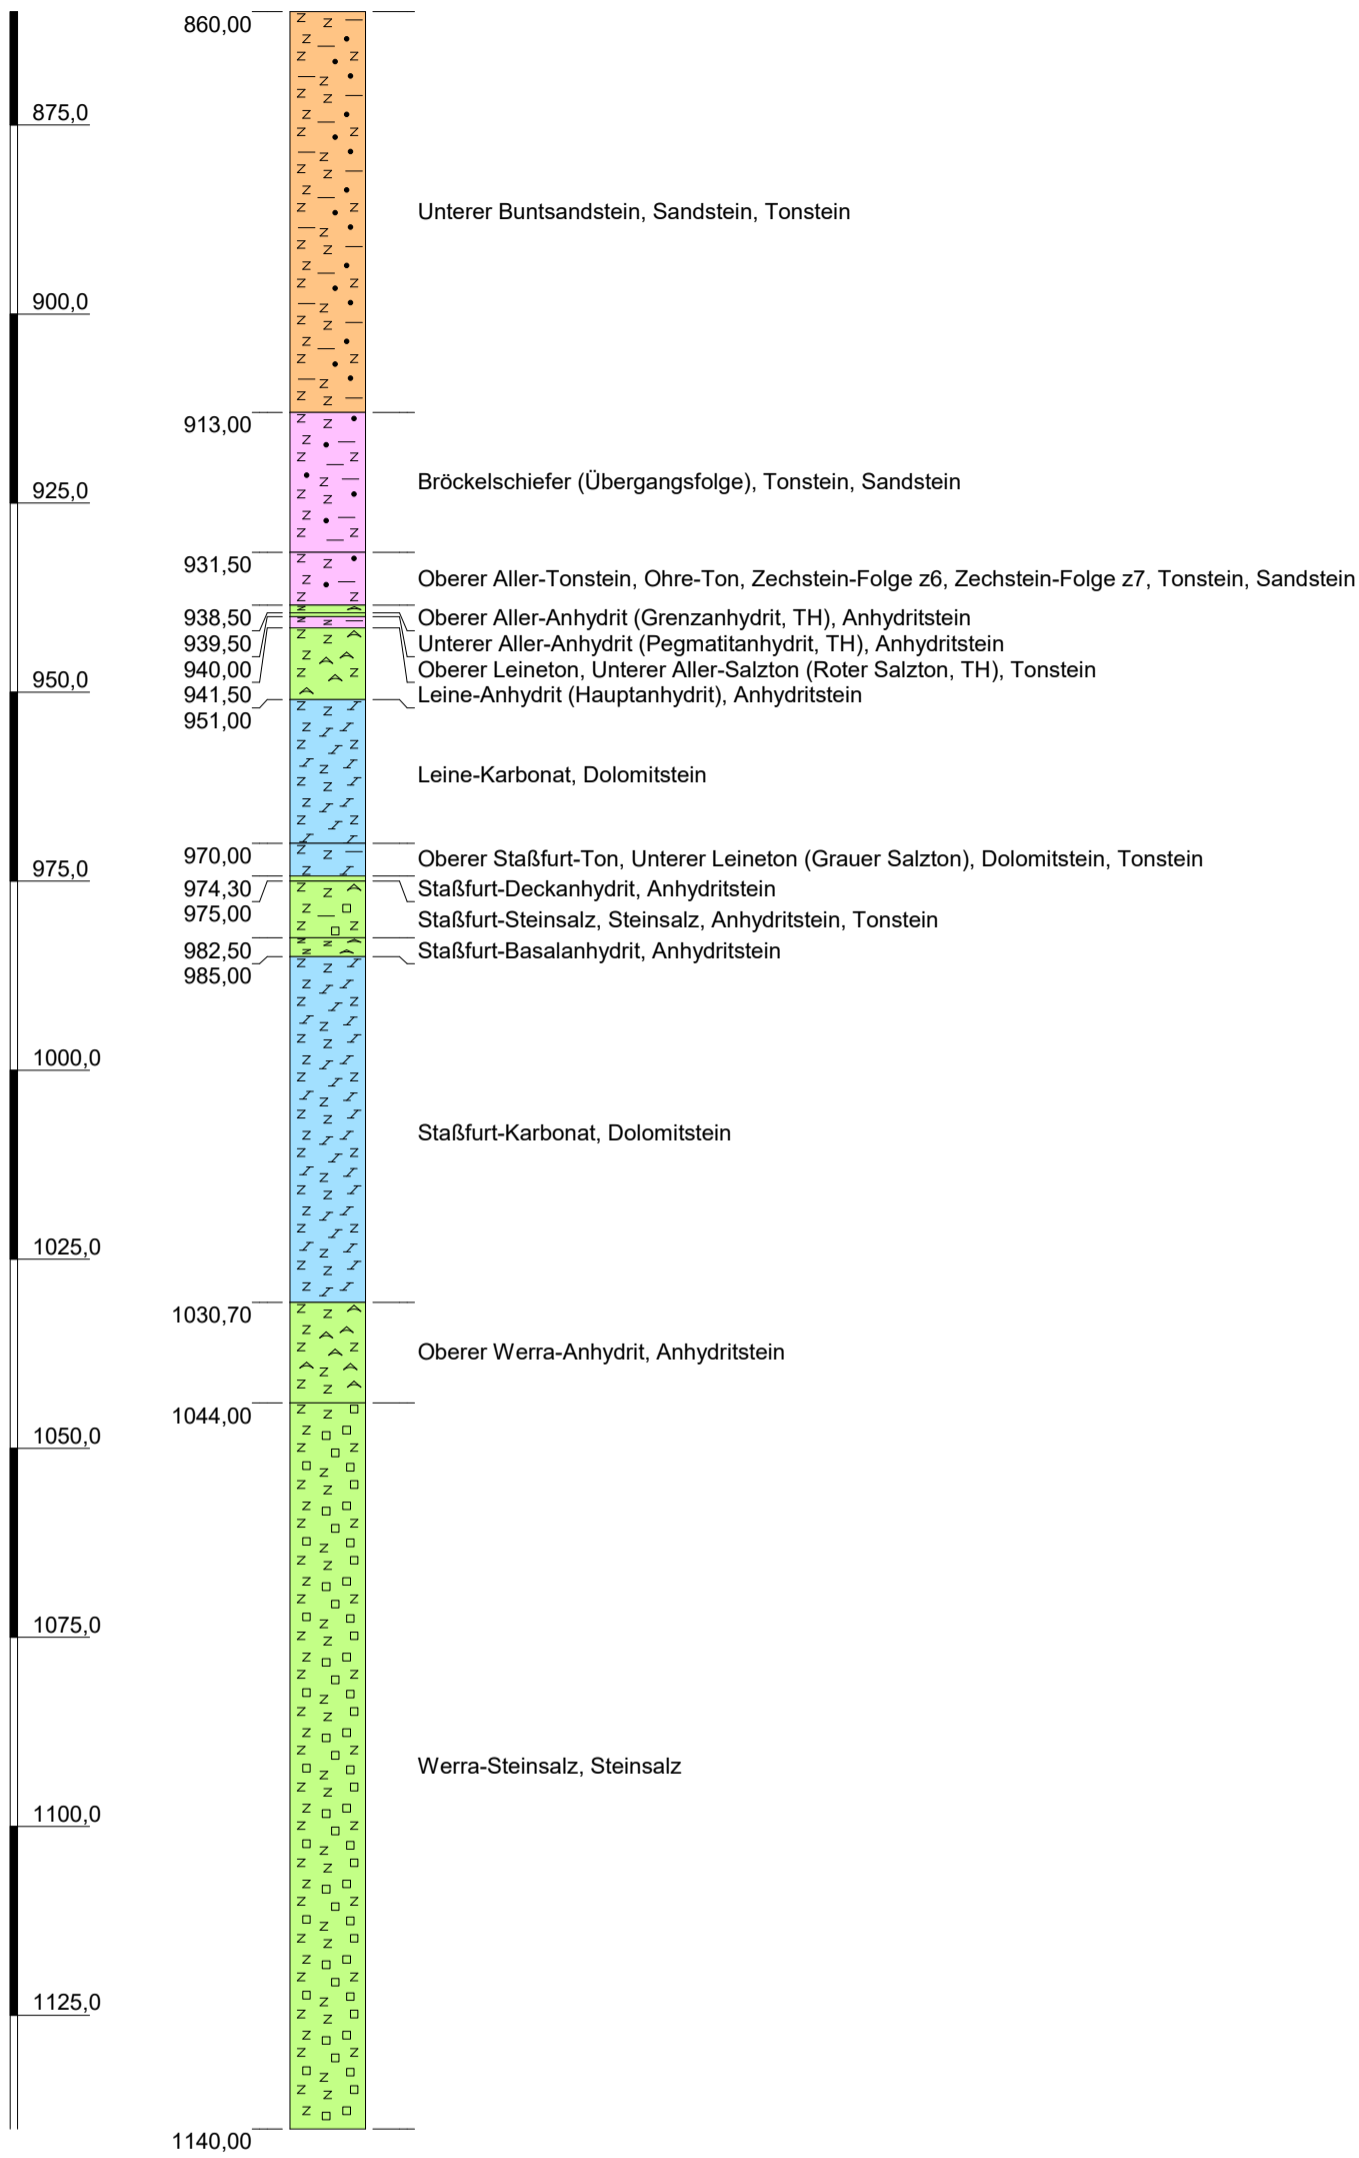 860,00
875,0
Unterer Buntsandstein, Sandstein, Tonstein
900,0
913,00
Bröckelschiefer (Übergangsfolge), Tonstein, Sandstein
925,0
931,50
Oberer Aller-Tonstein, Ohre-Ton, Zechstein-Folge z6, Zechstein-Folge z7, Tonstein, Sandstein
938,50 Oberer Aller-Anhydrit (Grenzanhydrit, TH), Anhydritstein
939,50 Unterer Aller-Anhydrit (Pegmatitanhydrit, TH), Anhydritstein
940,00 Oberer Leineton, Unterer Aller-Salzton (Roter Salzton, TH), Tonstein
950,0
941,50 Leine-Anhydrit (Hauptanhydrit), Anhydritstein
951,00
Leine-Karbonat, Dolomitstein
970,00 Oberer Staßfurt-Ton, Unterer Leineton (Grauer Salzton), Dolomitstein, Tonstein
975,0
974,30 Staßfurt-Deckanhydrit, Anhydritstein
975,00 Staßfurt-Steinsalz, Steinsalz, Anhydritstein, Tonstein
982,50 Staßfurt-Basalanhydrit, Anhydritstein
985,00
1000,0
Staßfurt-Karbonat, Dolomitstein
1025,0
1030,70
Oberer Werra-Anhydrit, Anhydritstein
1044,00
1050,0
1075,0
Werra-Steinsalz, Steinsalz
1100,0
1125,0
1140,00